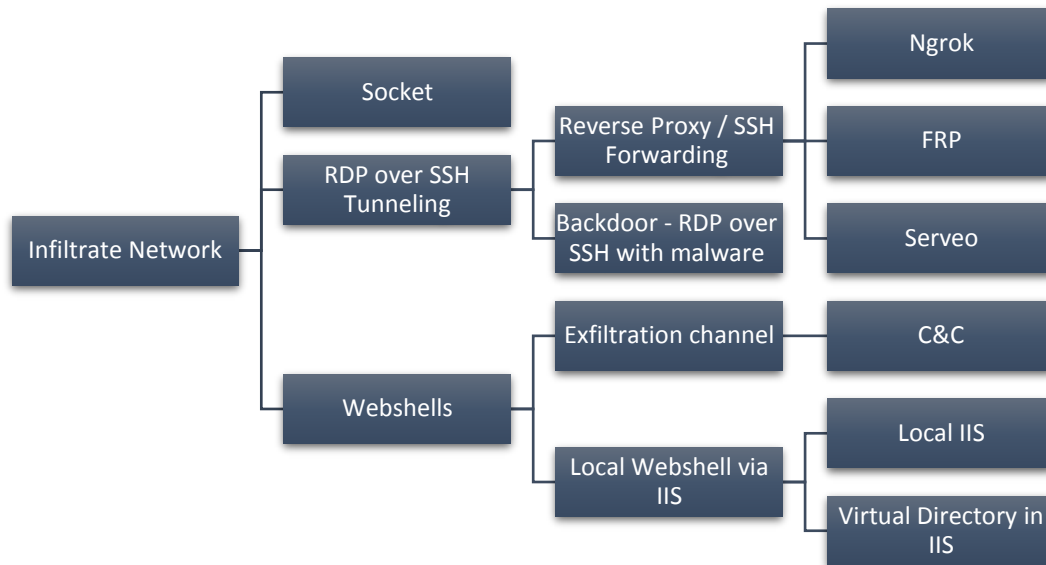 Infiltrate Network
Socket
RDP over SSH
Tunneling
Reverse Proxy / SSH
Forwarding
Ngrok
FRP
Serveo
Backdoor - RDP over
SSH with malware
Webshells
Exfiltration channel
C&C
Local Webshell via
IIS
Local IIS
Virtual Directory in
IIS